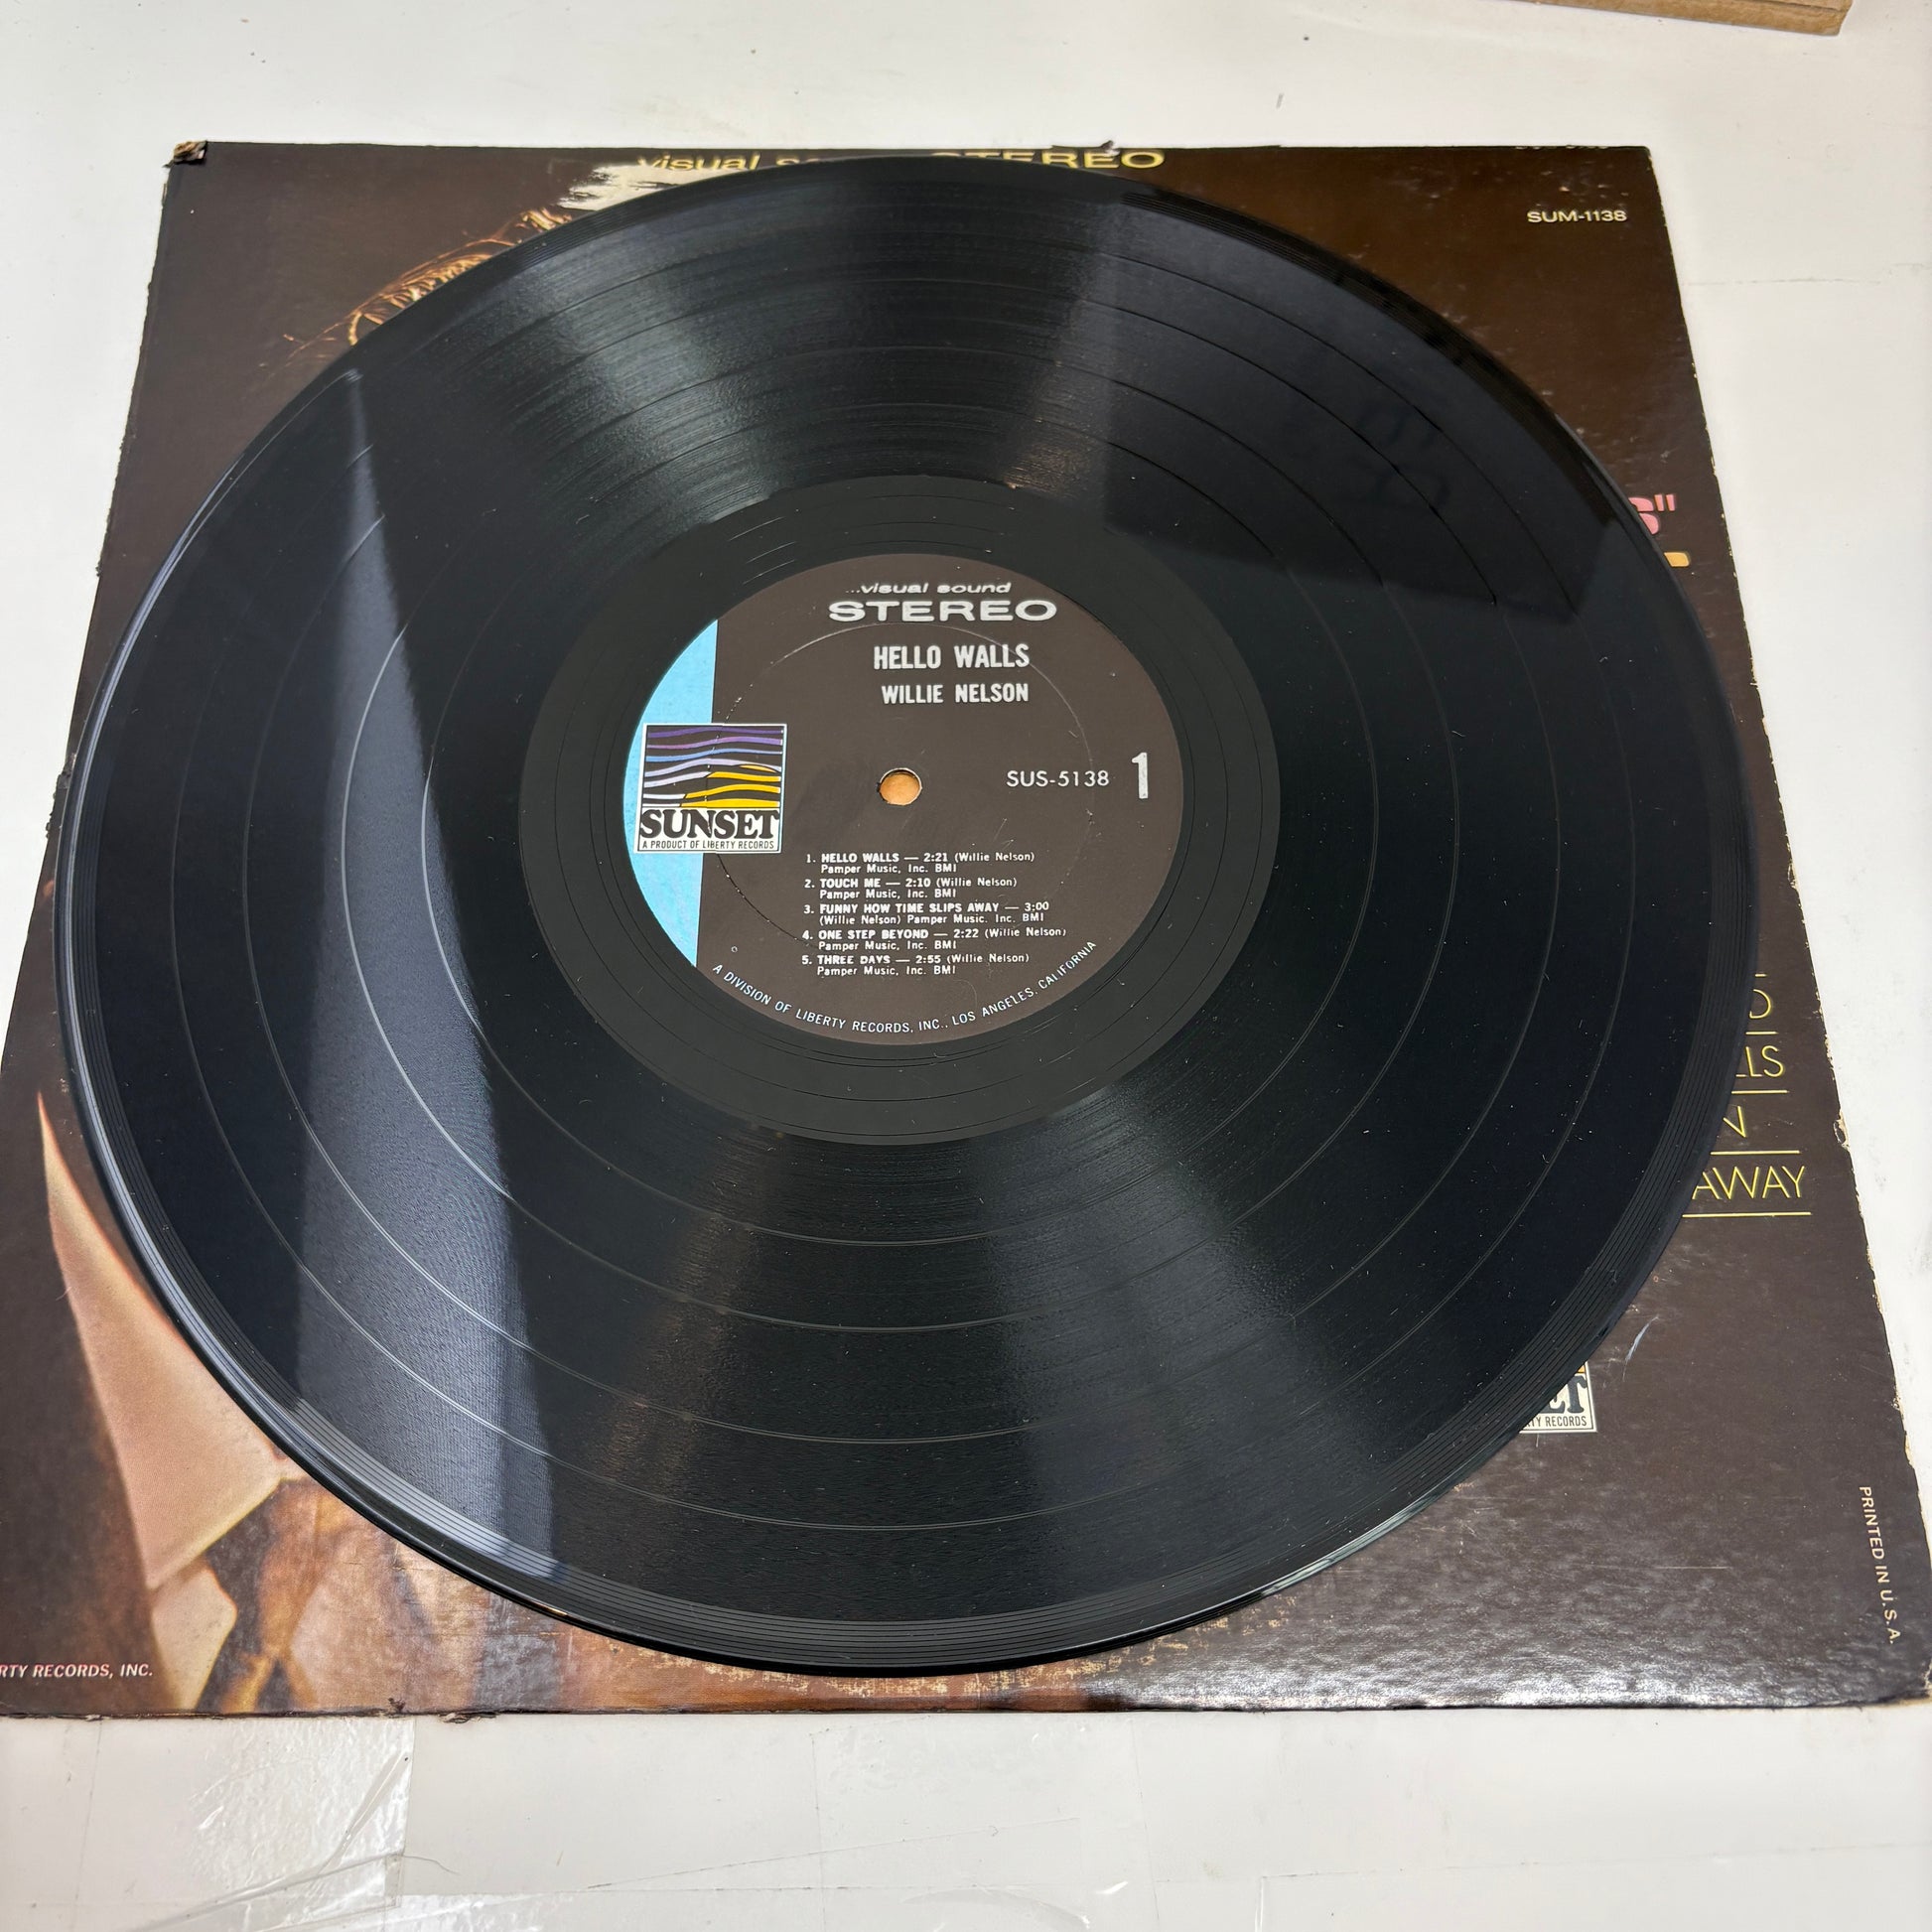 visual
STEREO
SUM-1138
S"
...visual sound
STEREO
HELLO WALLS
WILLIE NELSON
SUS-5138 1
SUNSET
A PRODUCT OF LIBERTY RECORDS
1. HELLO WALLS — 2:21 (Willie Nelson)
Pamper Music, Inc. BMI
2. TOUCH ME — 2:10 (Willie Nelson)
Pamper Music, Inc. BMI
3. FUNNY HOW TIME SLIPS AWAY — 3:00
(Willie Nelson) Pamper Music. Inc. BMI
4. ONE STEP BEYOND — 2:22 (Willie Nelson)
Pamper Music, Inc. BMI
5. THREE DAYS — 2:55 (Willie Nelson)
Pamper Music, Inc. BMI
A DIVISION OF LIBERTY RECORDS, INC., LOS ANGELES, CALIFORNIA
LLS
N
AWAY
ET
RTY RECORDS
PRINTED IN U.S.A.
RTY RECORDS, INC.